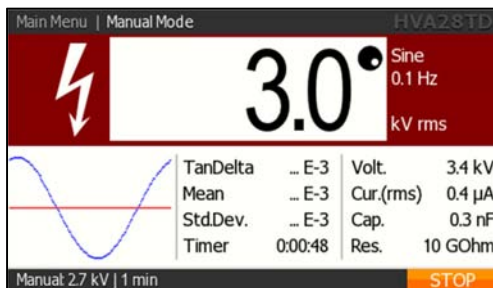 Main Menu | Manual Mode HVA28TD
3.0
Sine
0.1 Hz
kV rms
TanDelta ... E-3
Mean ... E-3
Std.Dev. ... E-3
Timer 0:00:48
Volt. 3.4 kV
Cur.(rms) 0.4 µA
Cap. 0.3 nF
Res. 10 GOhm
Manual: 2.7 kV | 1 min STOP